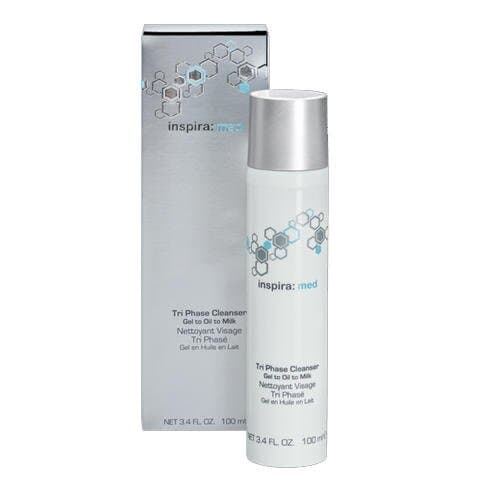 inspira: med
Tri Phase Cleanser
Gel to Oil to Milk
Nettoyant Visage
Tri Phasé
Gel en Huile en Lait
NET 3.4 FL. OZ. 100 ml
inspira: med
Tri Phase Cleanser
Gel to Oil to Milk
Nettoyant Visage
Tri Phasé
Gel en Huile en Lait
NET 3.4 FL. OZ. 100 ml